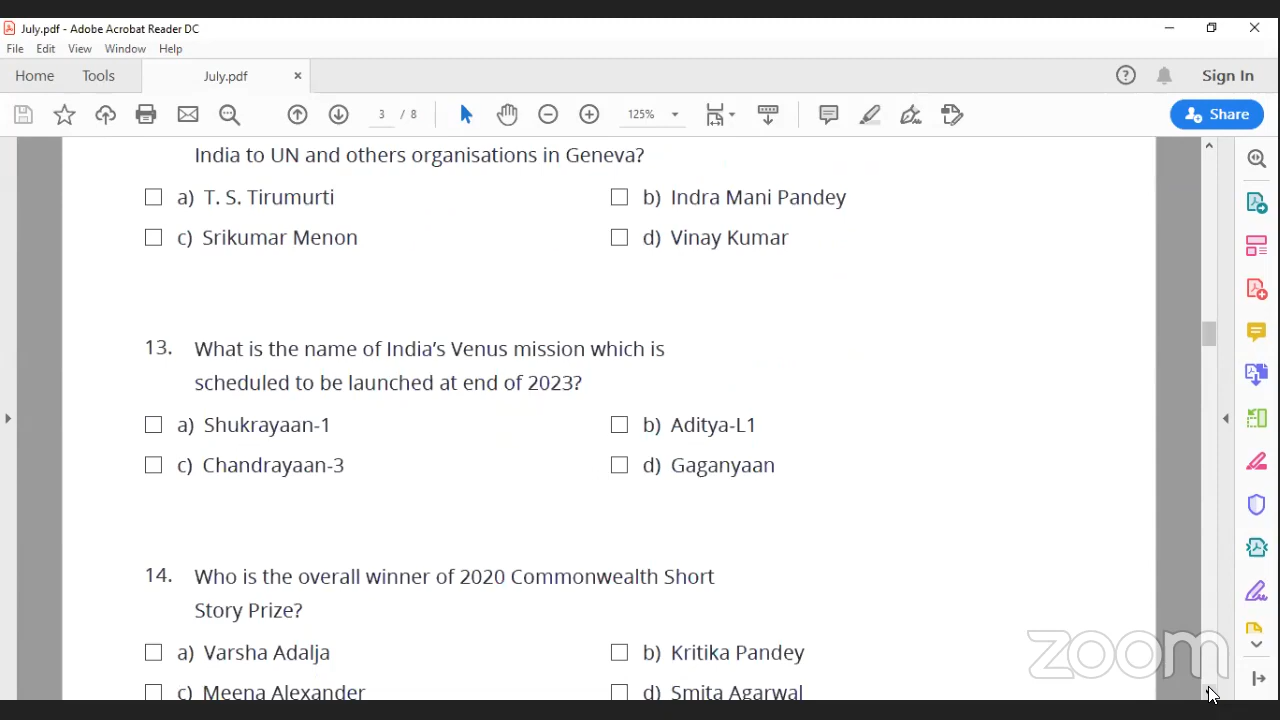 July.pdf - Adobe Acrobat Reader DC
File Edit View Window Help
Home Tools July.pdf × Sign In
3 / 8 125% Share
India to UN and others organisations in Geneva?
a) T. S. Tirumurti b) Indra Mani Pandey
c) Srikumar Menon d) Vinay Kumar
13. What is the name of India's Venus mission which is
scheduled to be launched at end of 2023?
a) Shukrayaan-1 b) Aditya-L1
c) Chandrayaan-3 d) Gaganyaan
14. Who is the overall winner of 2020 Commonwealth Short
Story Prize?
a) Varsha Adalja b) Kritika Pandey
c) Meena Alexander d) Smita Agarwal
zoom